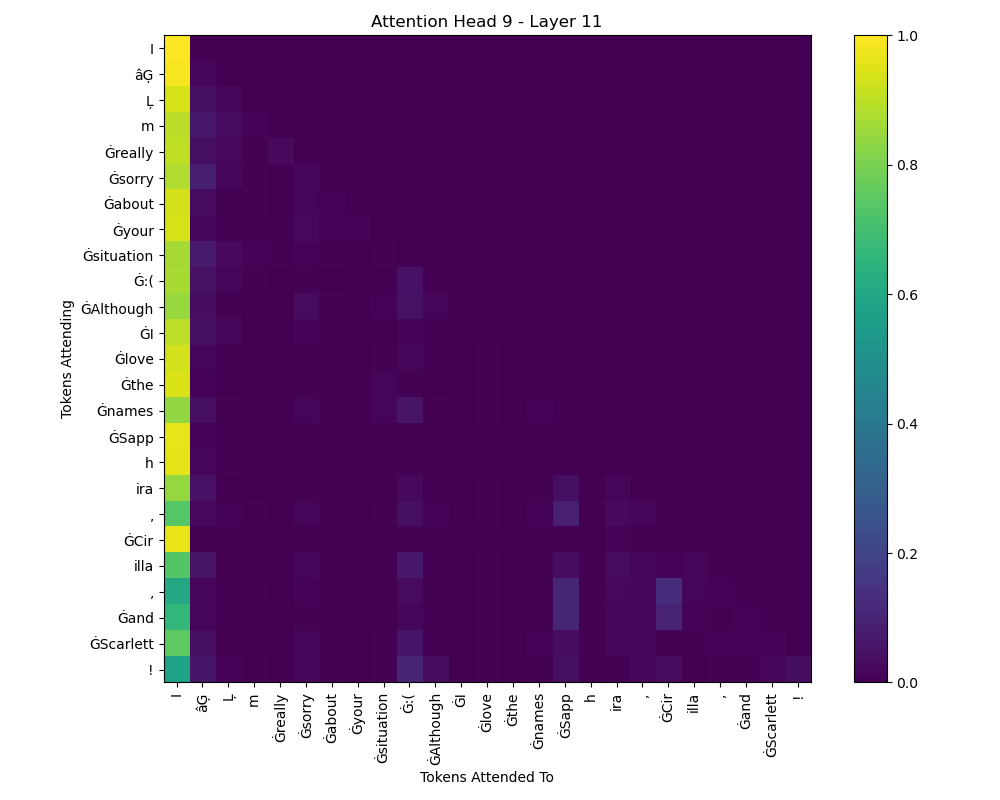 Attention Head 9 - Layer 11
I
âĢ
Ļ
m
Ġreally
Ġsorry
Ġabout
Ġyour
Ġsituation
Ġ:(
ĠAlthough
ĠI
Ġlove
Ġthe
Ġnames
ĠSapp
h
ira
,
ĠCir
illa
,
Ġand
ĠScarlett
!
Tokens Attending
I
âĢ
Ļ
m
Ġreally
Ġsorry
Ġabout
Ġyour
Ġsituation
Ġ:(
ĠAlthough
ĠI
Ġlove
Ġthe
Ġnames
ĠSapp
h
ira
,
ĠCir
illa
,
Ġand
ĠScarlett
!
Tokens Attended To
1.0
0.8
0.6
0.4
0.2
0.0